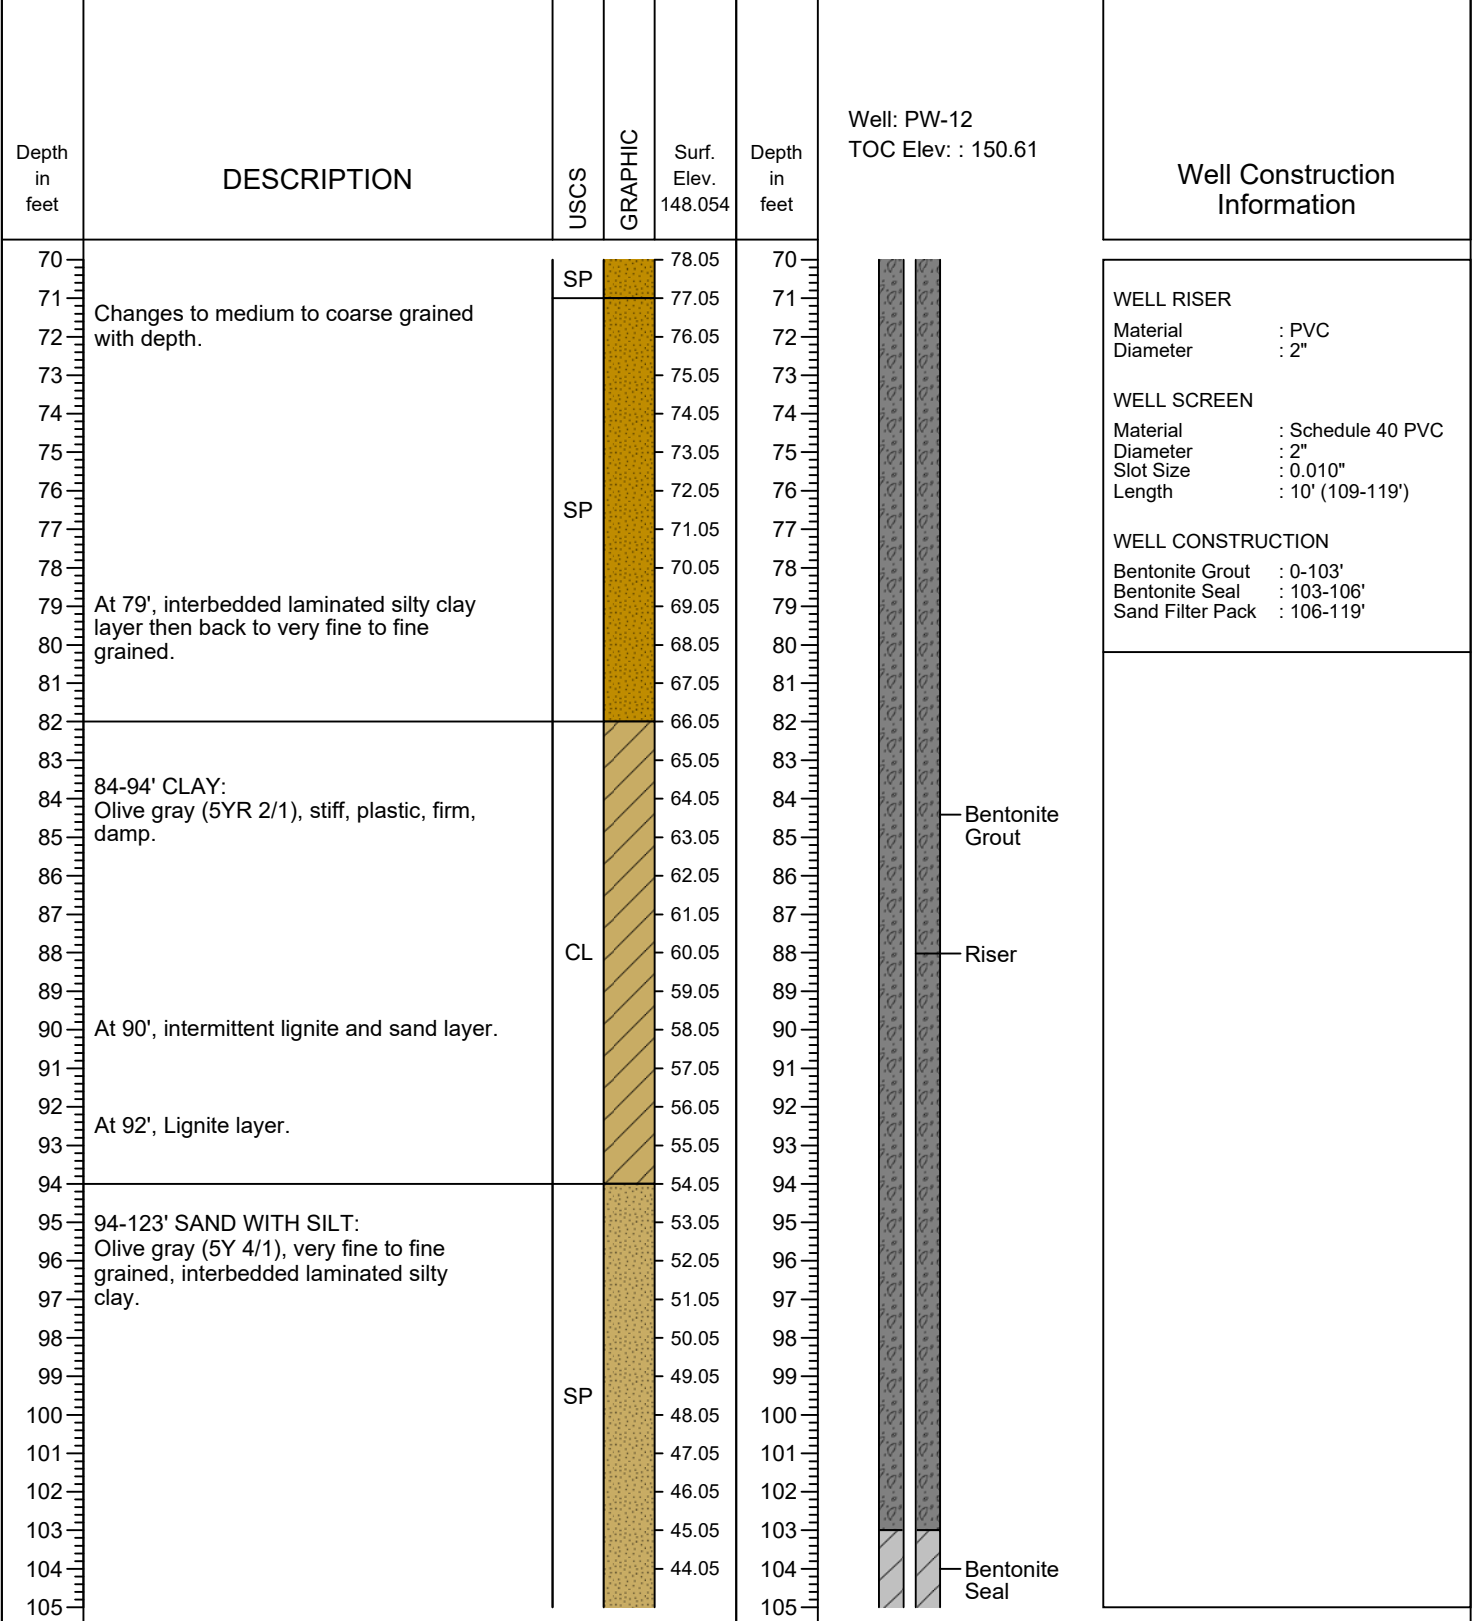 Depth
in
feet
DESCRIPTION
USCS
GRAPHIC
Surf.
Elev.
148.054
Depth
in
feet
Well: PW-12
TOC Elev: : 150.61
Well Construction
Information
70
71
72
73
74
75
76
77
78
79
80
81
82
83
84
85
86
87
88
89
90
91
92
93
94
95
96
97
98
99
100
101
102
103
104
105
Changes to medium to coarse grained
with depth.
At 79', interbedded laminated silty clay
layer then back to very fine to fine
grained.
84-94' CLAY:
Olive gray (5YR 2/1), stiff, plastic, firm,
damp.
At 90', intermittent lignite and sand layer.
At 92', Lignite layer.
94-123' SAND WITH SILT:
Olive gray (5Y 4/1), very fine to fine
grained, interbedded laminated silty
clay.
SP
SP
CL
SP
78.05
77.05
76.05
75.05
74.05
73.05
72.05
71.05
70.05
69.05
68.05
67.05
66.05
65.05
64.05
63.05
62.05
61.05
60.05
59.05
58.05
57.05
56.05
55.05
54.05
53.05
52.05
51.05
50.05
49.05
48.05
47.05
46.05
45.05
44.05
70
71
72
73
74
75
76
77
78
79
80
81
82
83
84
85
86
87
88
89
90
91
92
93
94
95
96
97
98
99
100
101
102
103
104
105
Bentonite
Grout
Riser
Bentonite
Seal
WELL RISER
Material : PVC
Diameter : 2"
WELL SCREEN
Material : Schedule 40 PVC
Diameter : 2"
Slot Size : 0.010"
Length : 10' (109-119')
WELL CONSTRUCTION
Bentonite Grout : 0-103'
Bentonite Seal : 103-106'
Sand Filter Pack : 106-119'